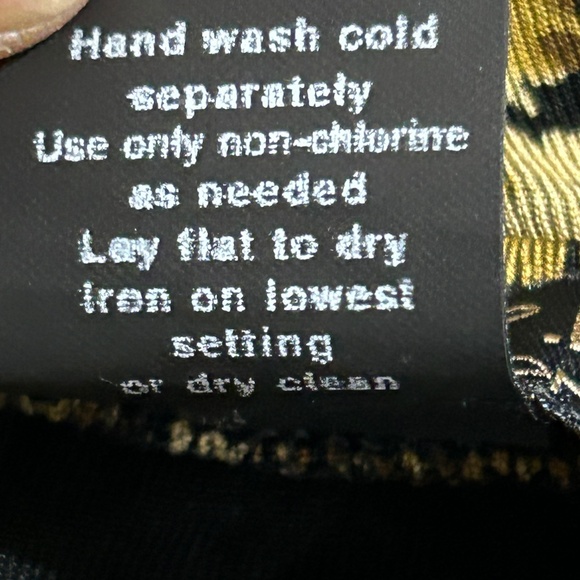 Hand wash cold
separately
Use only non-chlorine
as needed
Lay flat to dry
iron on lowest
setting
or dry clean